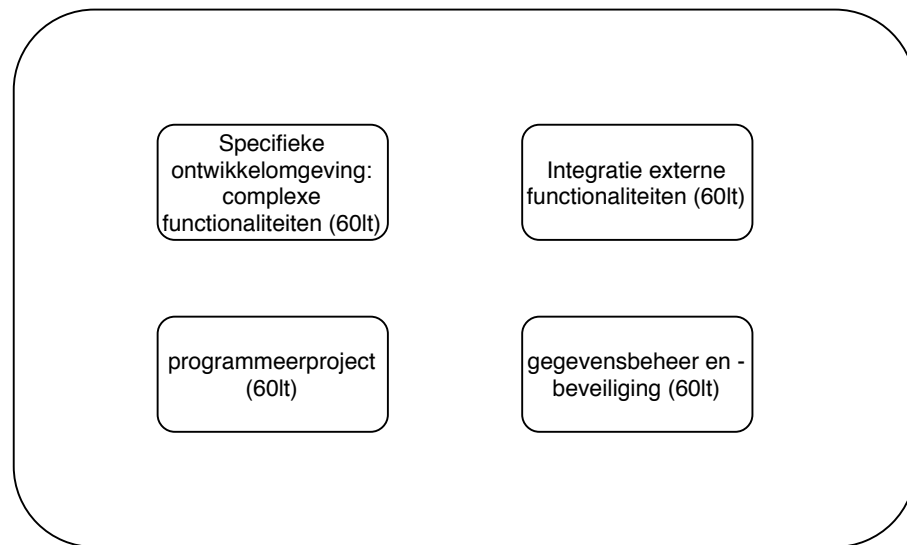 Specifieke
ontwikkelomgeving:
complexe
functionaliteiten (60lt)
Integratie externe
functionaliteiten (60lt)
programmeerproject
(60lt)
gegevensbeheer en -
beveiliging (60lt)